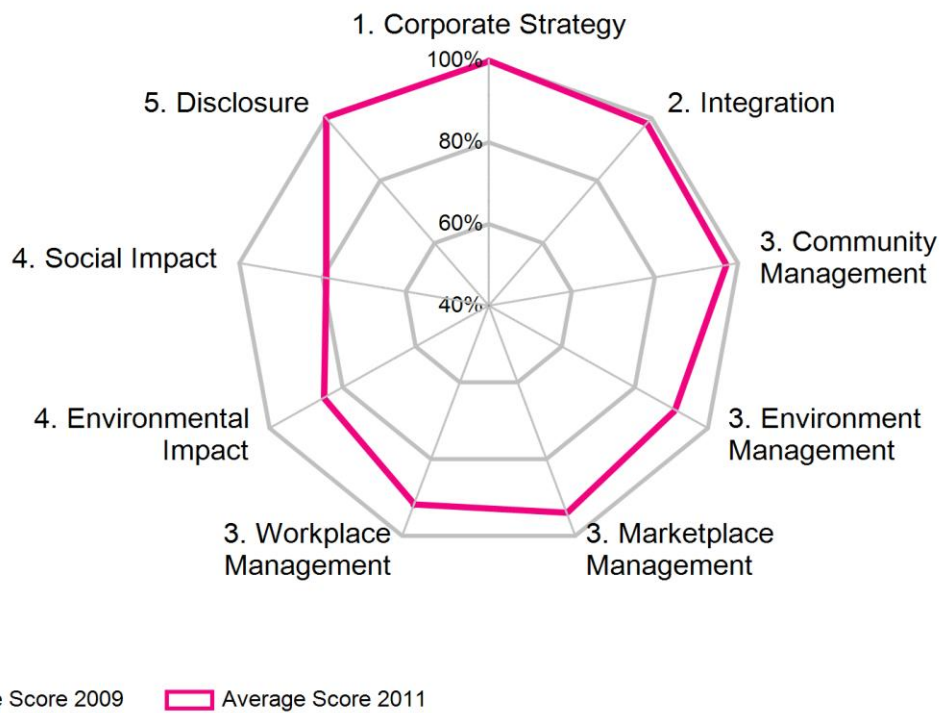 1. Corporate Strategy
100%
5. Disclosure
2. Integration
80%
60%
4. Social Impact
3. Community
Management
40%
4. Environmental
Impact
3. Environment
Management
3. Workplace
Management
3. Marketplace
Management
Score 2009
Average Score 2011